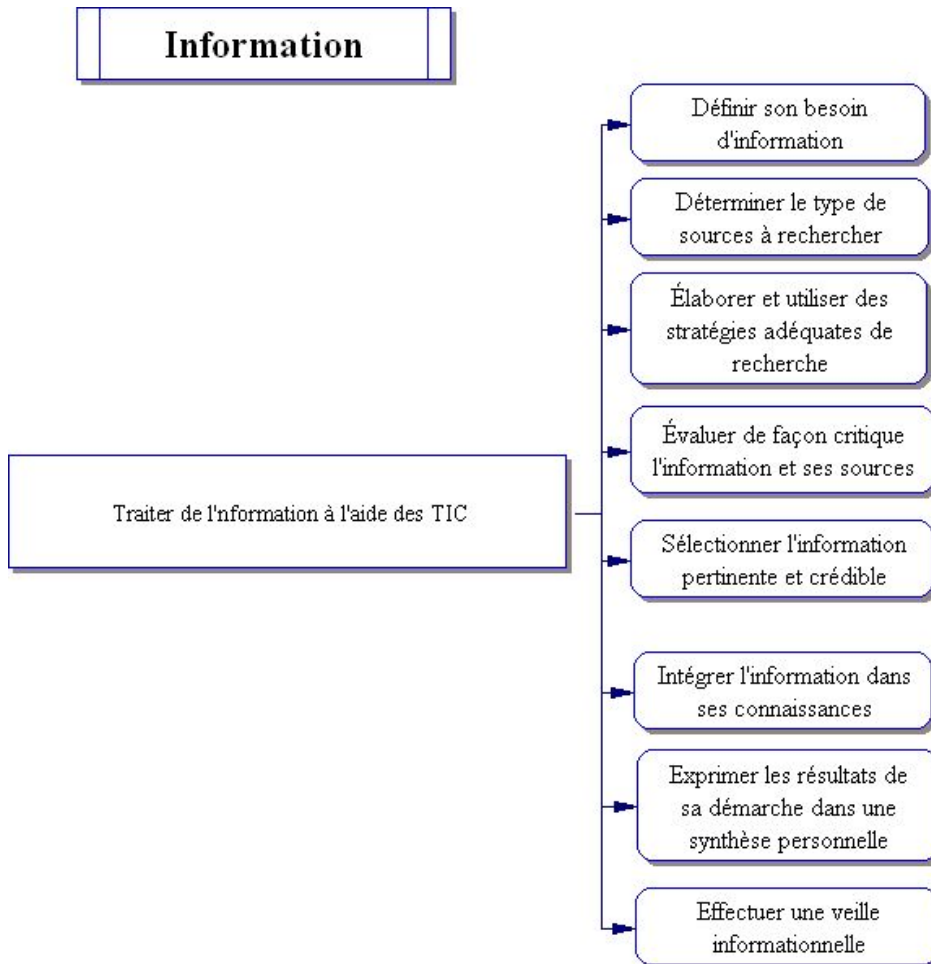 Information
Définir son besoin
d'information
Déterminer le type de
sources à rechercher
Élaborer et utiliser des
stratégies adéquates de
recherche
Évaluer de façon critique
l'information et ses sources
Traiter de l'nformation à l'aide des TIC
Sélectionner l'information
pertinente et crédible
Intégrer l'information dans
ses connaissances
Exprimer les résultats de
sa démarche dans une
synthèse personnelle
Effectuer une veille
informationnelle